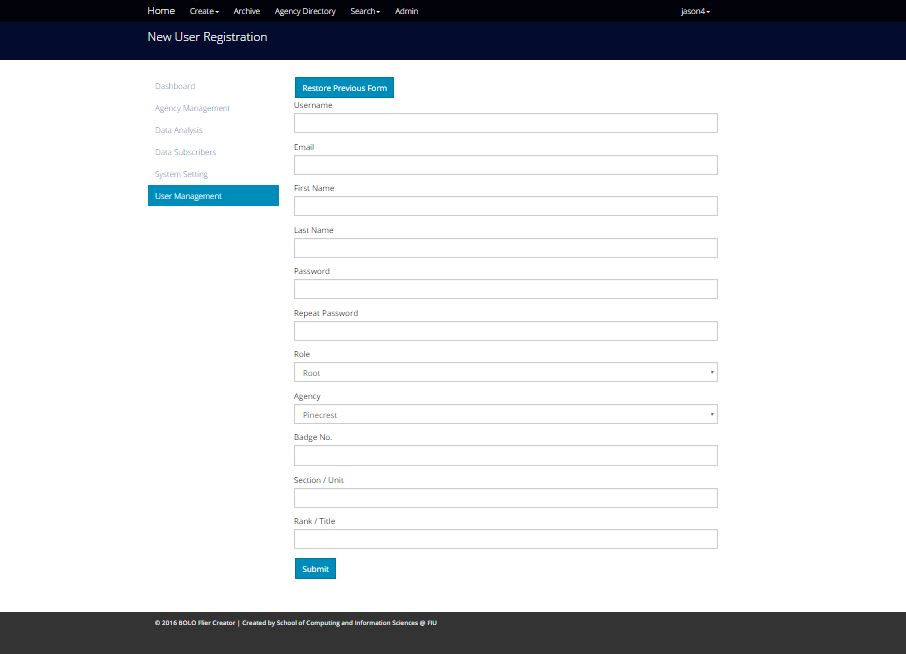 Home Create Archive Agency Directory Search Admin jason4
New User Registration
Dashboard
Agency Management
Data Analysis
Data Subscribers
System Setting
User Management
Restore Previous Form
Username
Email
First Name
Last Name
Password
Repeat Password
Role
Root
Agency
Pinecrest
Badge No.
Section / Unit
Rank / Title
Submit
© 2016 BOLO Flier Creator | Created by School of Computing and Information Sciences @ FIU